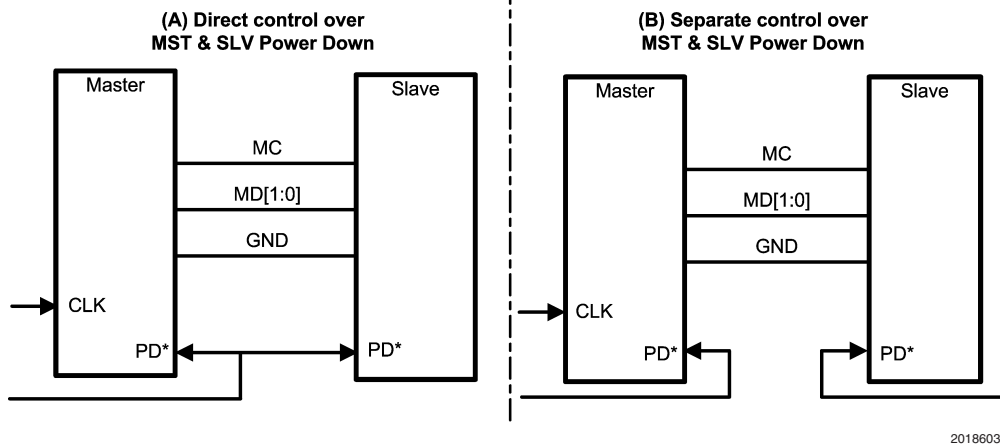 (A) Direct control over
MST & SLV Power Down
Master
Slave
MC
MD[1:0]
GND
CLK
PD*
PD*
(B) Separate control over
MST & SLV Power Down
Master
Slave
MC
MD[1:0]
GND
CLK
PD*
PD*
2018603